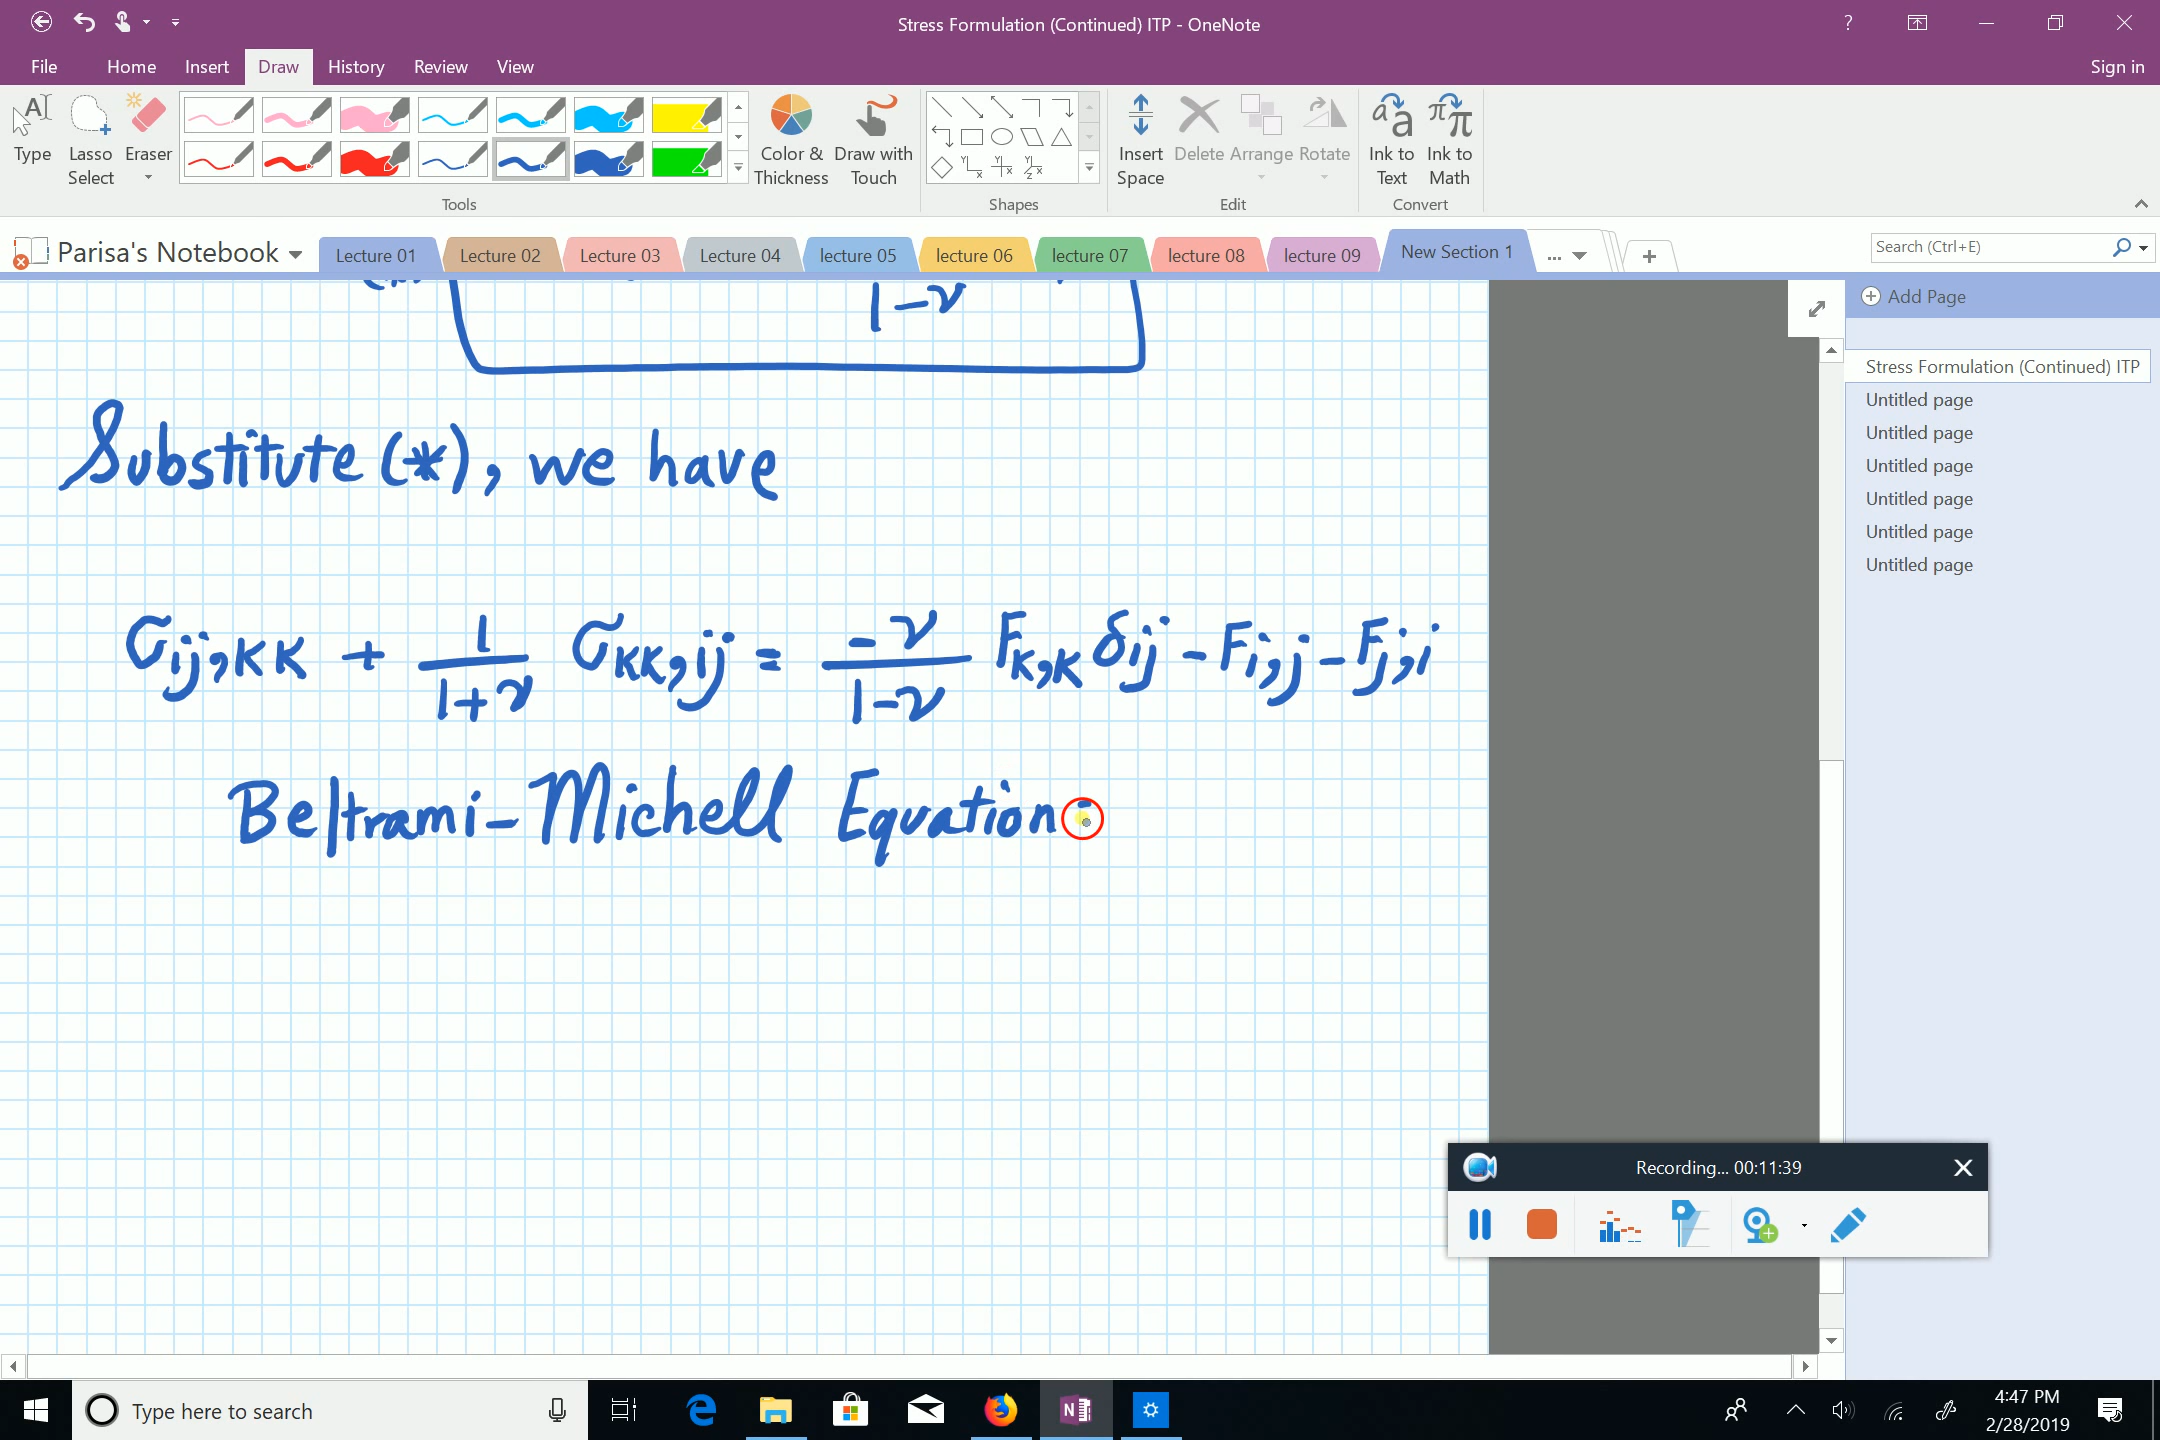 Stress Formulation (Continued) ITP - OneNote
?
File Home Insert Draw History Review View Sign in
Type
Lasso Select
Eraser
Color & Thickness
Draw with Touch
Insert Space
Delete
Arrange
Rotate
Ink to Text
Ink to Math
Tools Shapes Edit Convert
Parisa's Notebook Lecture 01 Lecture 02 Lecture 03 Lecture 04 lecture 05 lecture 06 lecture 07 lecture 08 lecture 09 New Section 1 ... + Search (Ctrl+E)
Add Page
Stress Formulation (Continued) ITP
Untitled page
Untitled page
Untitled page
Untitled page
Untitled page
Untitled page
1-ν
Substitute (*), we have
σij,kk + 1/(1+ν) σkk,ij = -ν/(1-ν) Fk,k δij - Fi,j - Fj,i
Beltrami-Michell Equation
Recording... 00:11:39
Type here to search
4:47 PM
2/28/2019